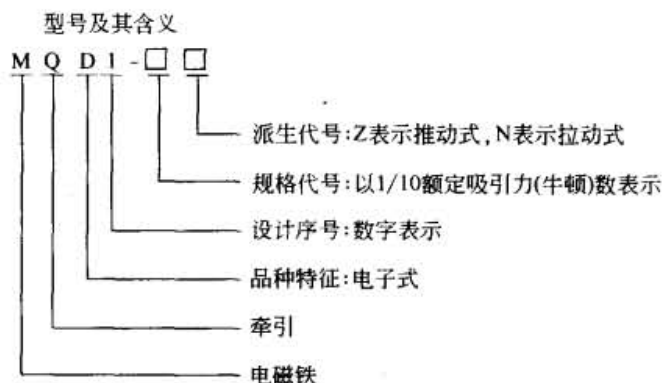 型号及其含义
M Q D 1 - □ □
派生代号:Z表示推动式,N表示拉动式
规格代号:以1/10额定吸引力(牛顿)数表示
设计序号:数字表示
品种特征:电子式
牵引
电磁铁